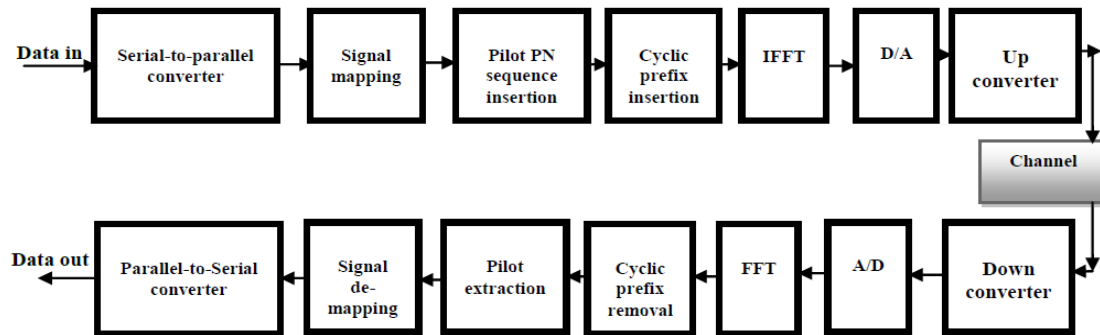 Data in
Serial-to-parallel
converter
Signal
mapping
Pilot PN
sequence
insertion
Cyclic
prefix
insertion
IFFT
D/A
Up
converter
Channel
Data out
Parallel-to-Serial
converter
Signal
de-
mapping
Pilot
extraction
Cyclic
prefix
removal
FFT
A/D
Down
converter